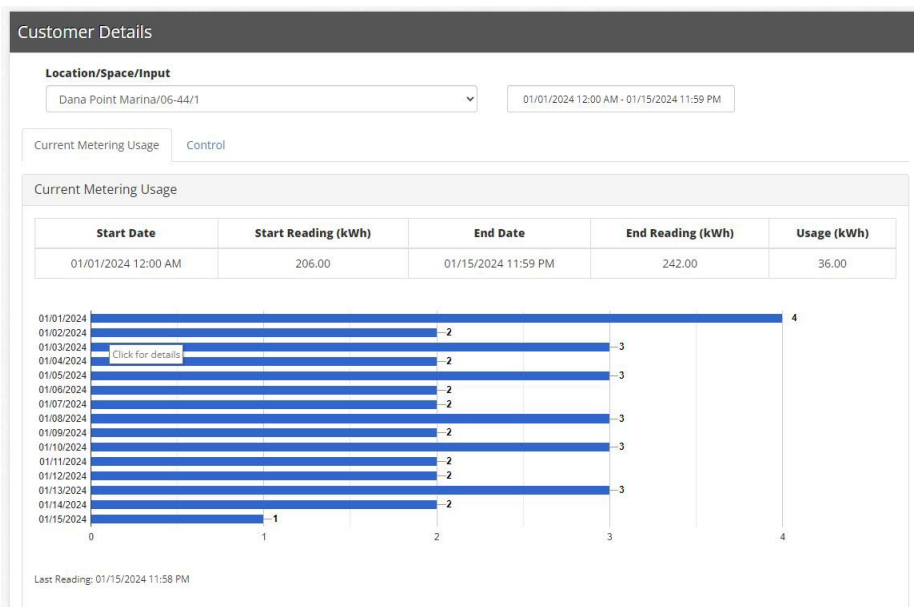 Customer Details
Location/Space/Input
Dana Point Marina/06-44/1
01/01/2024 12:00 AM - 01/15/2024 11:59 PM
Current Metering Usage Control
Current Metering Usage
Start Date Start Reading (kWh) End Date End Reading (kWh) Usage (kWh)
01/01/2024 12:00 AM 206.00 01/15/2024 11:59 PM 242.00 36.00
01/01/2024 4
01/02/2024 2
01/03/2024 3
Click for details
01/04/2024 2
01/05/2024 3
01/06/2024 2
01/07/2024 2
01/08/2024 3
01/09/2024 2
01/10/2024 3
01/11/2024 2
01/12/2024 2
01/13/2024 3
01/14/2024 2
01/15/2024 1
0 1 2 3 4
Last Reading: 01/15/2024 11:58 PM